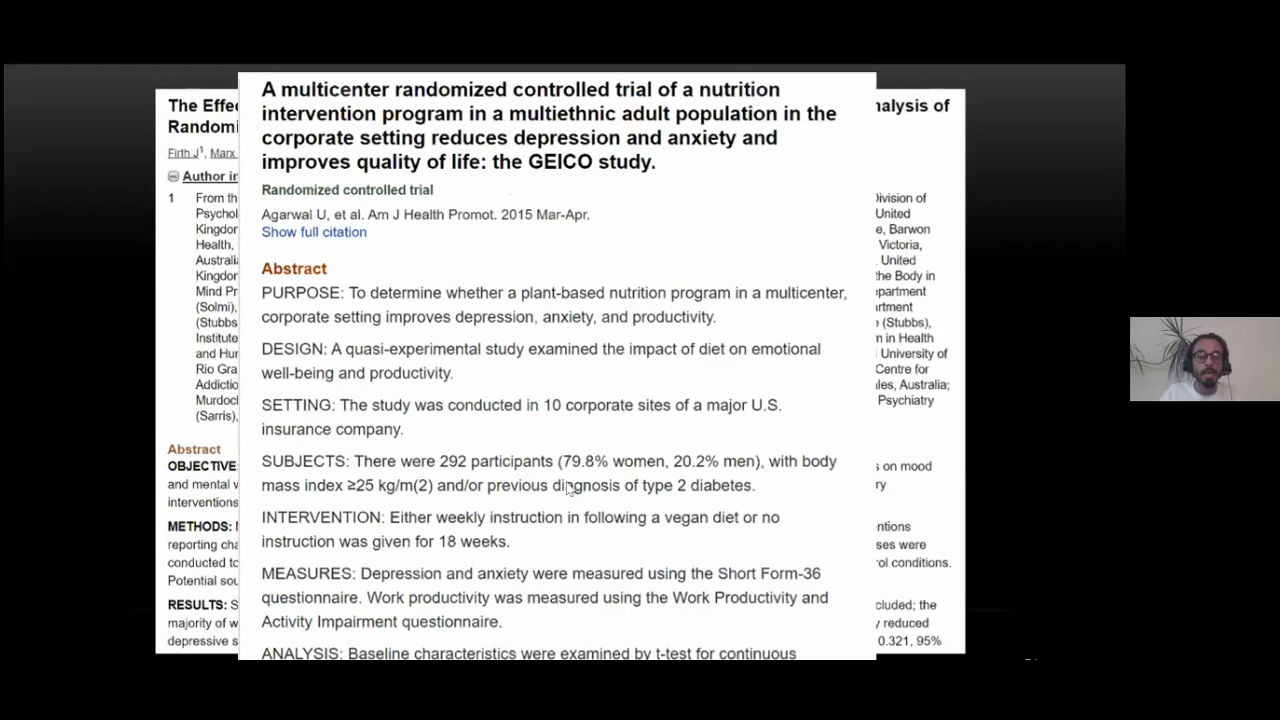 A multicenter randomized controlled trial of a nutrition
intervention program in a multiethnic adult population in the
corporate setting reduces depression and anxiety and
improves quality of life: the GEICO study.
Randomized controlled trial
Agarwal U, et al. Am J Health Promot. 2015 Mar-Apr.
Show full citation
Abstract
PURPOSE: To determine whether a plant-based nutrition program in a multicenter,
corporate setting improves depression, anxiety, and productivity.
DESIGN: A quasi-experimental study examined the impact of diet on emotional
well-being and productivity.
SETTING: The study was conducted in 10 corporate sites of a major U.S.
insurance company.
SUBJECTS: There were 292 participants (79.8% women, 20.2% men), with body
mass index ≥25 kg/m(2) and/or previous diagnosis of type 2 diabetes.
INTERVENTION: Either weekly instruction in following a vegan diet or no
instruction was given for 18 weeks.
MEASURES: Depression and anxiety were measured using the Short Form-36
questionnaire. Work productivity was measured using the Work Productivity and
Activity Impairment questionnaire.
ANALYSIS: Baseline characteristics were examined by t-test for continuous
The Effe
Randomi
Firth J1, Marx
Author in
1 From th
Psychol
Kingdor
Health,
Australia
Kingdor
Mind Pr
(Solmi),
(Stubbs
Institute
and Hur
Rio Gra
Addictio
Murdoch
(Sarris),
Abstract
OBJECTIVE
and mental v
interventions
METHODS: M
reporting cha
conducted to
Potential sou
RESULTS: S
majority of w
depressive s
nalysis of
Division of
United
e, Barwon
Victoria,
United
the Body in
epartment
artment
e (Stubbs),
n in Health
University of
Centre for
ales, Australia;
Psychiatry
s on mood
ry
entions
ses were
rol conditions.
cluded; the
y reduced
0.321, 95%